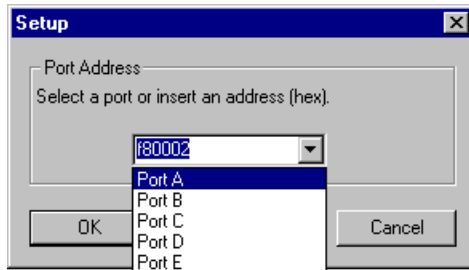 Setup
Port Address
Select a port or insert an address (hex).
f80002
Port A
Port B
Port C
Port D
Port E
OK
Cancel